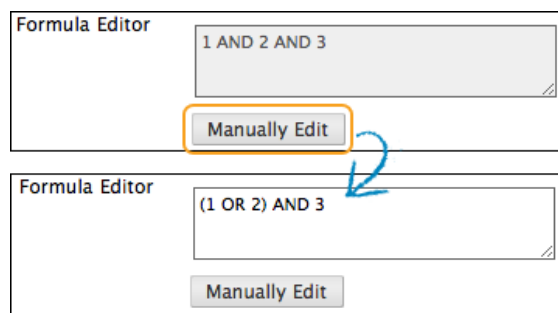 Formula Editor
1 AND 2 AND 3
Manually Edit
Formula Editor
(1 OR 2) AND 3
Manually Edit